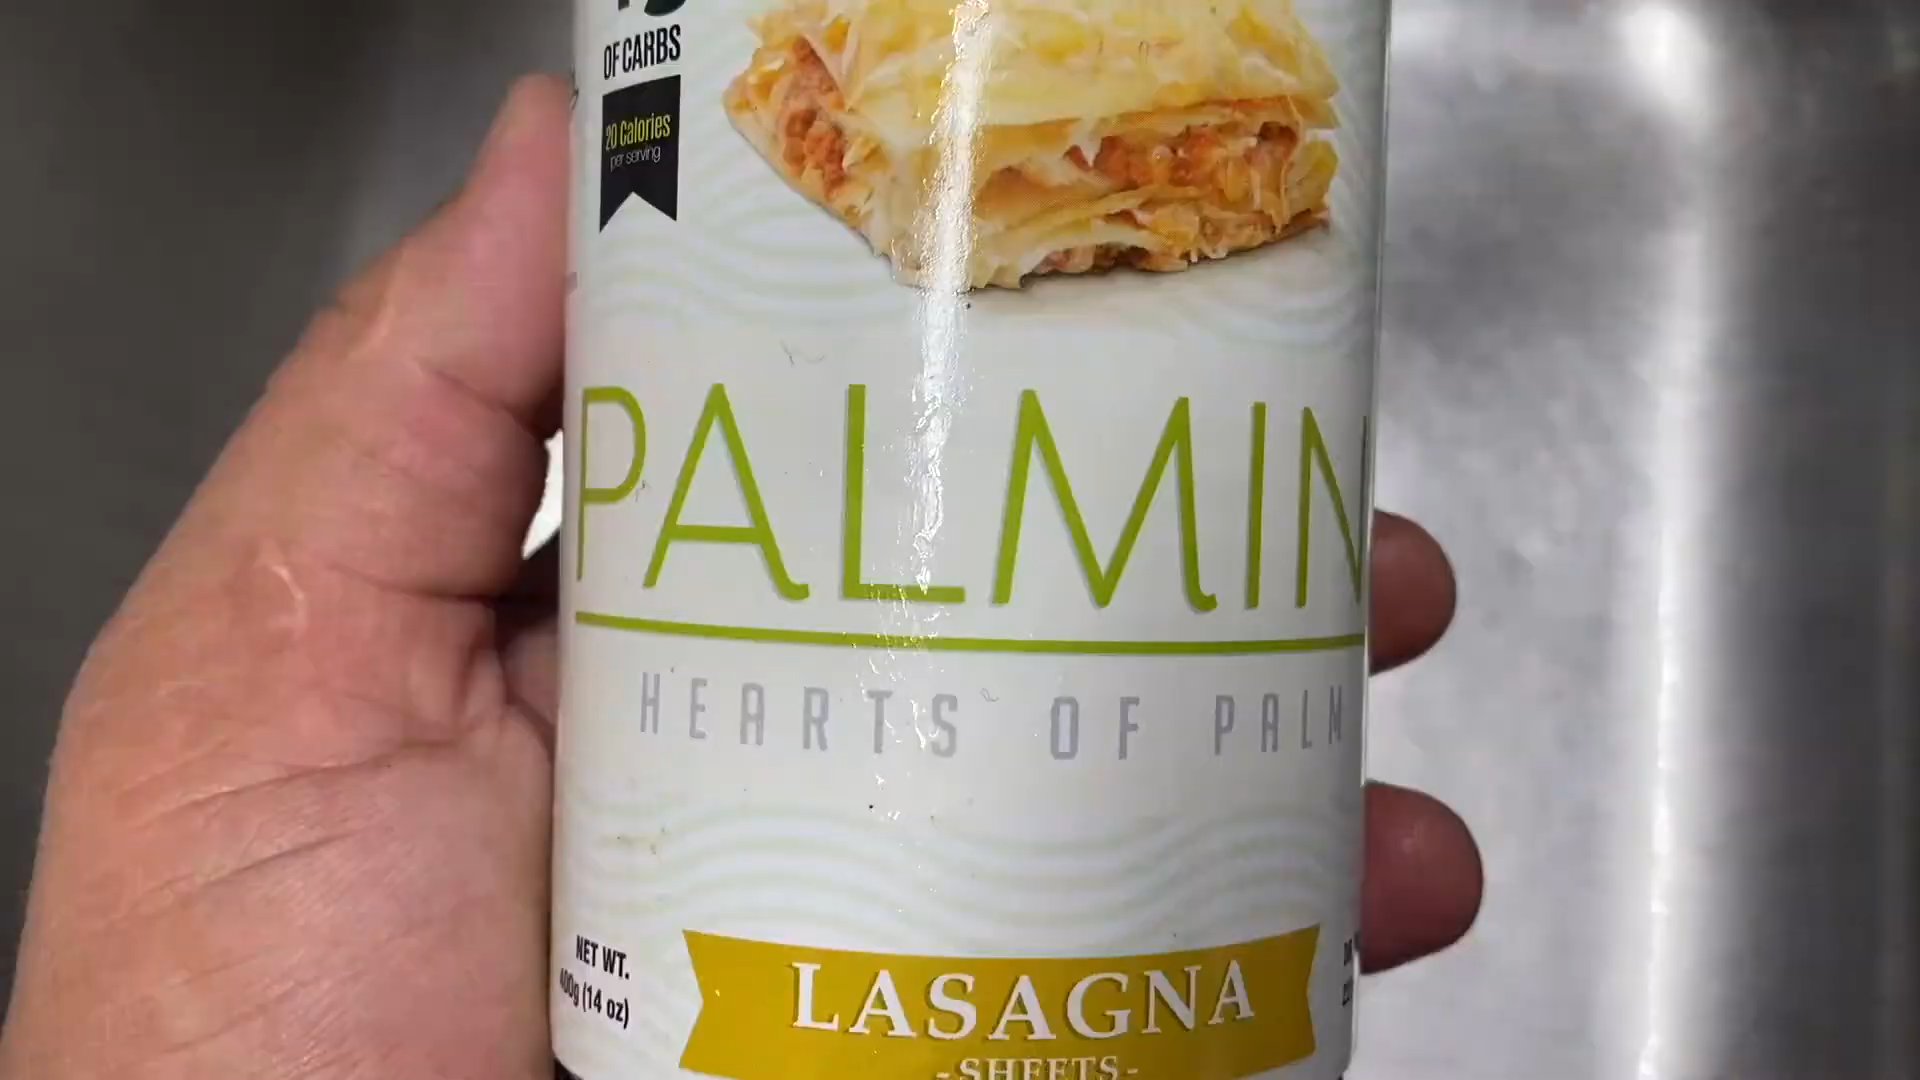 OF CARBS
20 Calories
per serving
PALMIN
HEARTS OF PALM
NET WT.
400g (14 oz)
LASAGNA
-SHEETS-